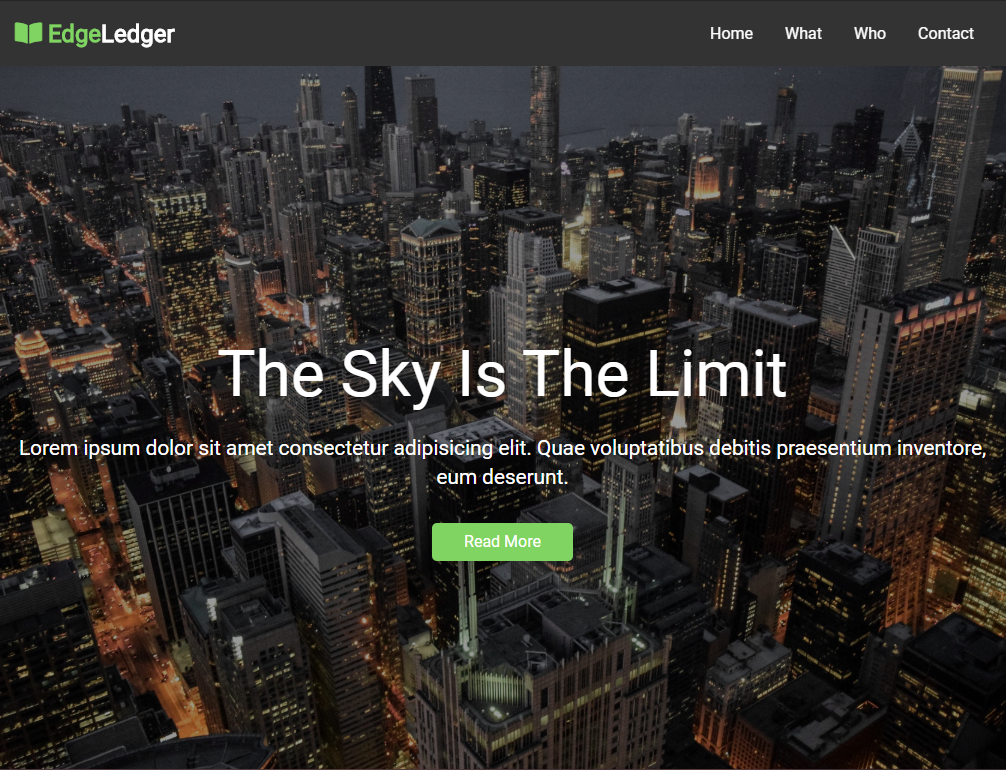 EdgeLedger
Home
What
Who
Contact
The Sky Is The Limit
Lorem ipsum dolor sit amet consectetur adipisicing elit. Quae voluptatibus debitis praesentium inventore,
eum deserunt.
Read More